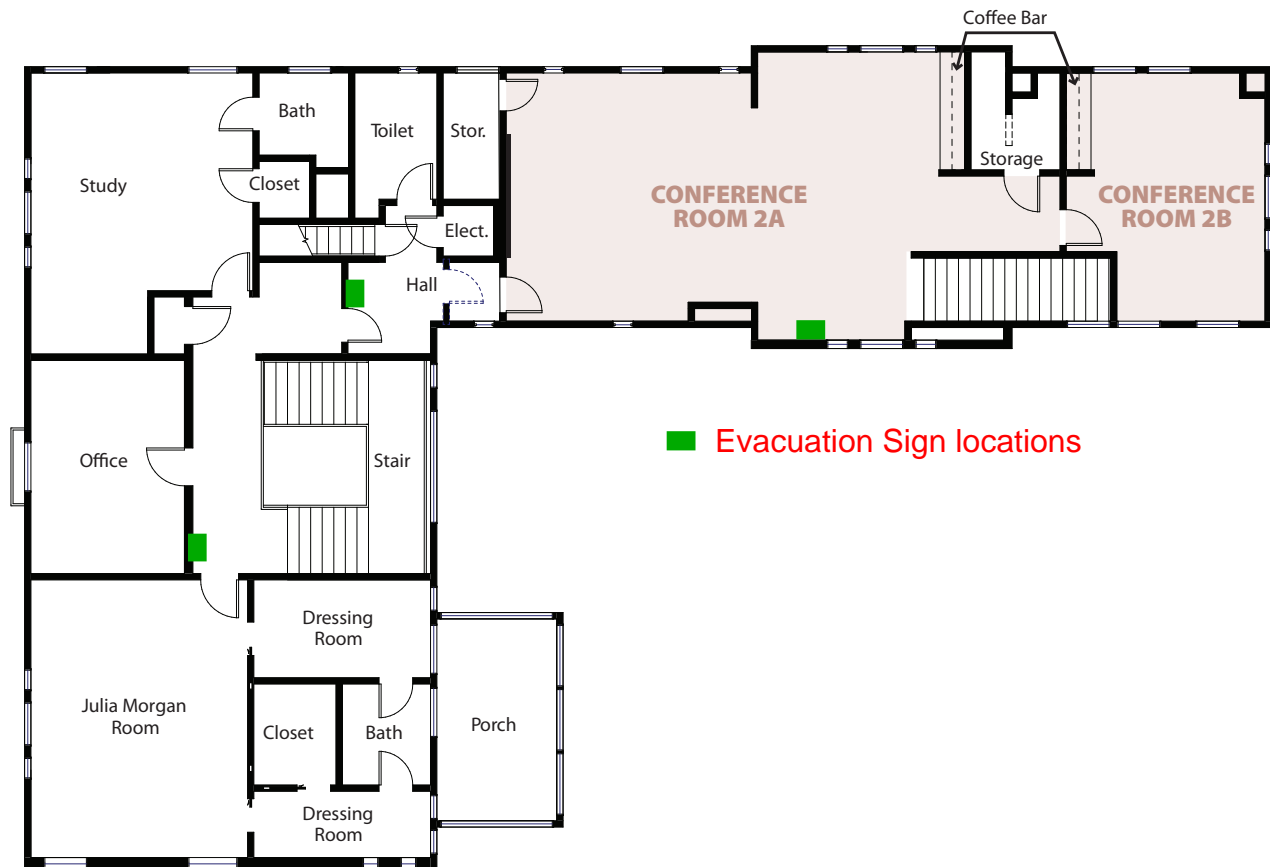 Coffee Bar
Bath
Toilet
Stor.
Study
Closet
Storage
CONFERENCE
ROOM 2A
CONFERENCE
ROOM 2B
Elect.
Hall
Evacuation Sign locations
Office
Stair
Dressing
Room
Julia Morgan
Room
Closet
Bath
Porch
Dressing
Room